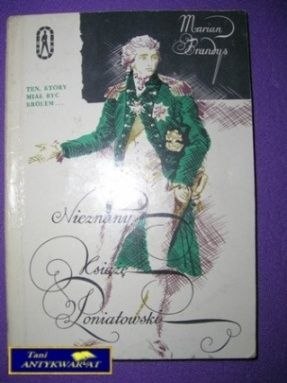 Marian
Brandys
TEN, KTÓRY
MIAŁ BYĆ
KRÓLEM...
Nieznany
Książę
Poniatowski
Tani
ANTYKWARIAT